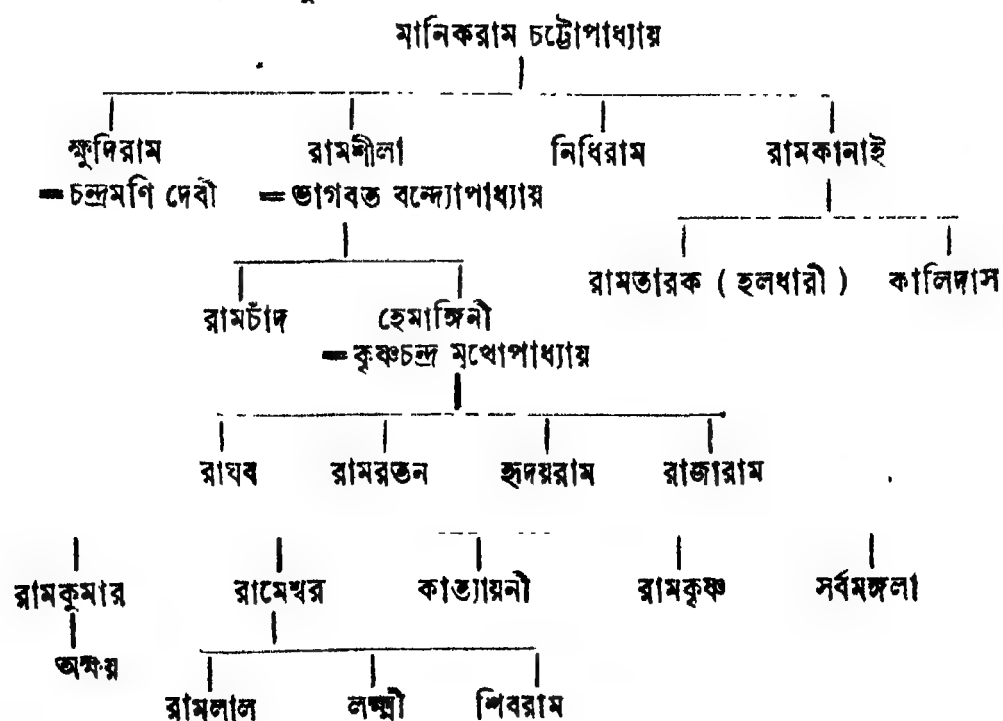 মানিকরাম চট্টোপাধ্যায়
ক্ষুদিরাম রামশীলা নিধিরাম রামকানাই
=চন্দ্রমণি দেবী =ভাগবত বন্দ্যোপাধ্যায়
রামতারক ( হলধারী ) কালিদাস
রামচাঁদ হেমাঙ্গিনী
=কৃষ্ণচন্দ্র মুখোপাধ্যায়
রাঘব রামরতন হৃদয়রাম রাজারাম
রামকুমার রামেশ্বর কাত্যায়নী রামকৃষ্ণ সর্বমঙ্গলা
অক্ষয়
রামলাল লক্ষ্মী শিবরাম